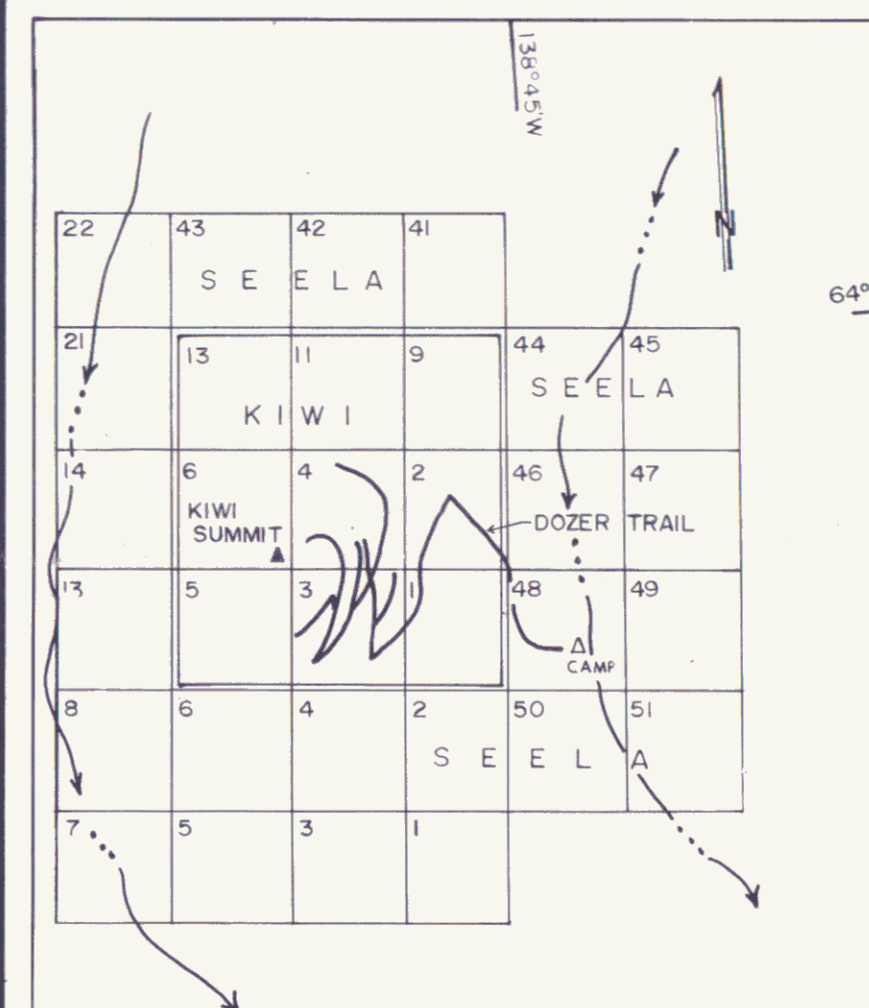 138°45'W
N
64°
22 43 42 41
S E E L A
21 13 11 9 44 45
S E E L A
K I W I
14 6 4 2 46 47
KIWI
SUMMIT
DOZER TRAIL
13 5 3 1 48 49
CAMP
8 6 4 2 50 51
S E E L A
7 5 3 1